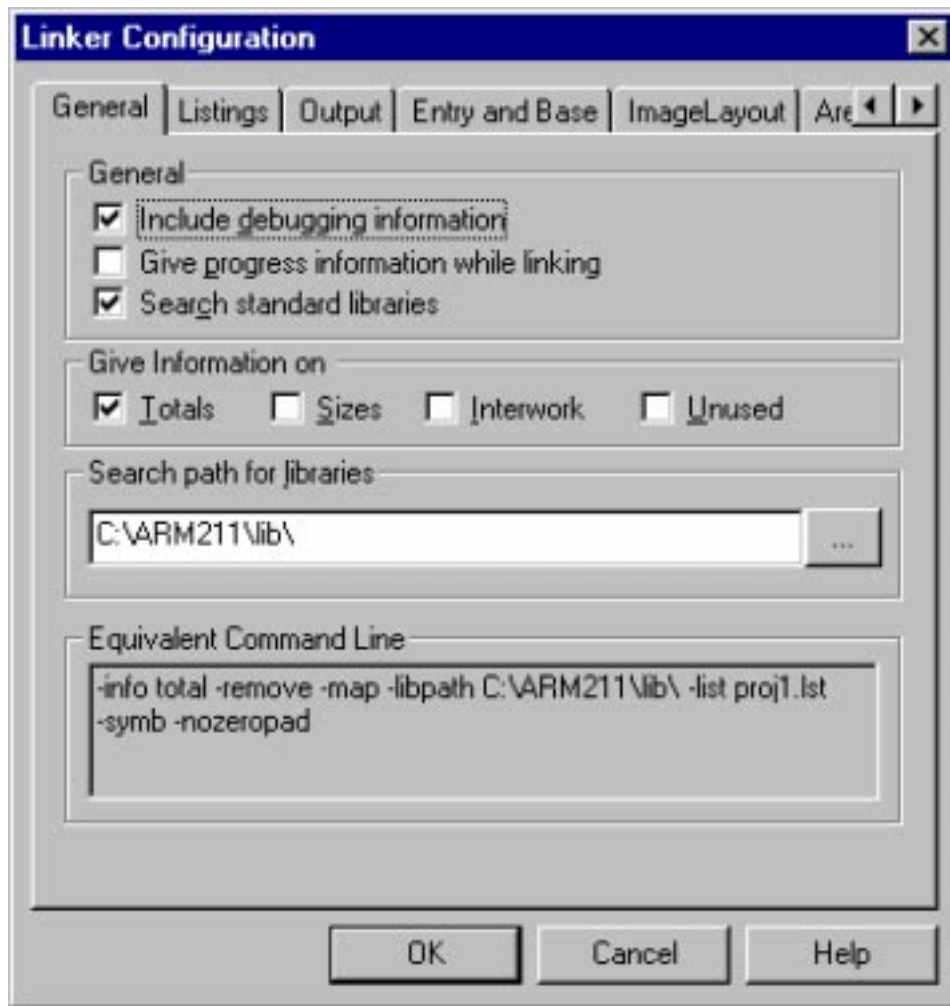 Linker Configuration
General Listings Output Entry and Base ImageLayout Are
General
Include debugging information
Give progress information while linking
Search standard libraries
Give Information on
Totals Sizes Interwork Unused
Search path for libraries
C:\ARM211\lib\
...
Equivalent Command Line
-info total -remove -map -libpath C:\ARM211\lib\ -list proj1.lst
-symb -nozeropad
OK Cancel Help